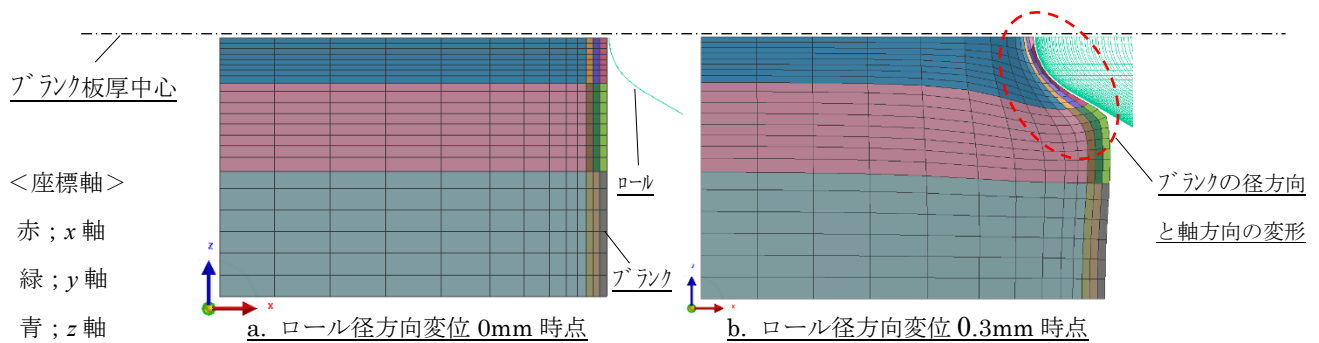 ﾌﾞﾗﾝｸ板厚中心
<座標軸>
赤 ; x 軸
緑 ; y 軸
青 ; z 軸
z
x
ﾛｰﾙ
ﾌﾞﾗﾝｸ
a. ロール径方向変位 0mm 時点
z
x
ﾌﾞﾗﾝｸの径方向
と軸方向の変形
b. ロール径方向変位 0.3mm 時点